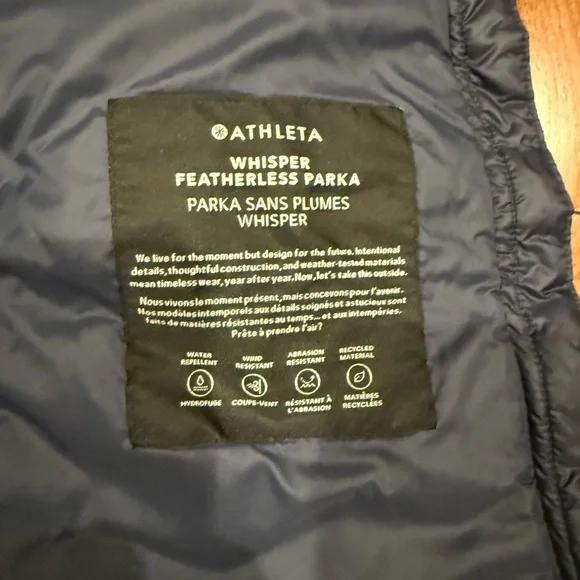 ATHLETA
WHISPER
FEATHERLESS PARKA
PARKA SANS PLUMES
WHISPER
We live for the moment but design for the future. Intentional
details, thoughtful construction, and weather-tested materials
mean timeless wear, year after year. Now, let's take this outside.
Nous vivons le moment présent, mais concevons pour l'avenir.
Nos modèles intemporels aux détails soignés et astucieux sont
faits de matières résistantes au temps... et aux intempéries.
Prête à prendre l'air?
WATER
REPELLENT
WIND
RESISTANT
ABRASION
RESISTANT
RECYCLED
MATERIAL
HYDROFUGE
COUPE-VENT
RÉSISTANT À
L'ABRASION
MATIÈRES
RECYCLÉES